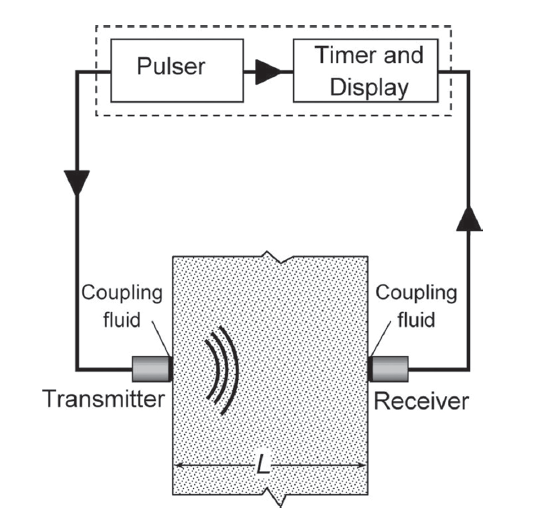 Pulser
Timer and
Display
Coupling
fluid
Coupling
fluid
Transmitter
Receiver
L